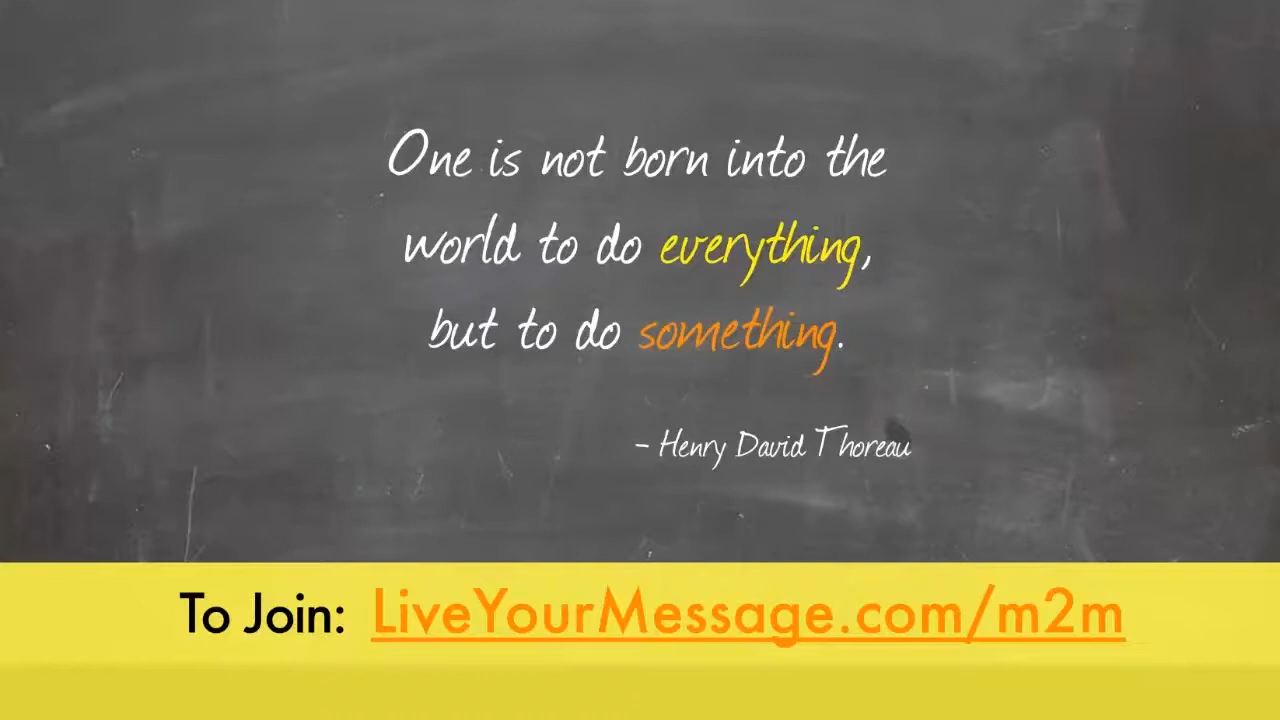 One is not born into the
world to do everything,
but to do something.
- Henry David Thoreau
To Join: LiveYourMessage.com/m2m